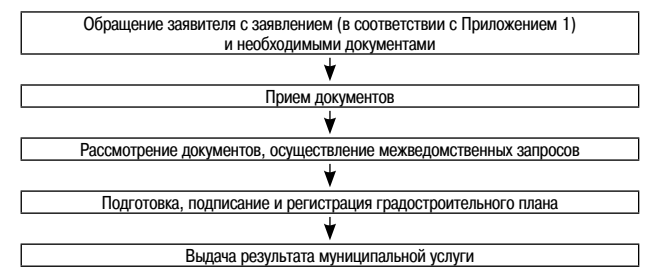 Обращение заявителя с заявлением (в соответствии с Приложением 1)
и необходимыми документами
Прием документов
Рассмотрение документов, осуществление межведомственных запросов
Подготовка, подписание и регистрация градостроительного плана
Выдача результата муниципальной услуги